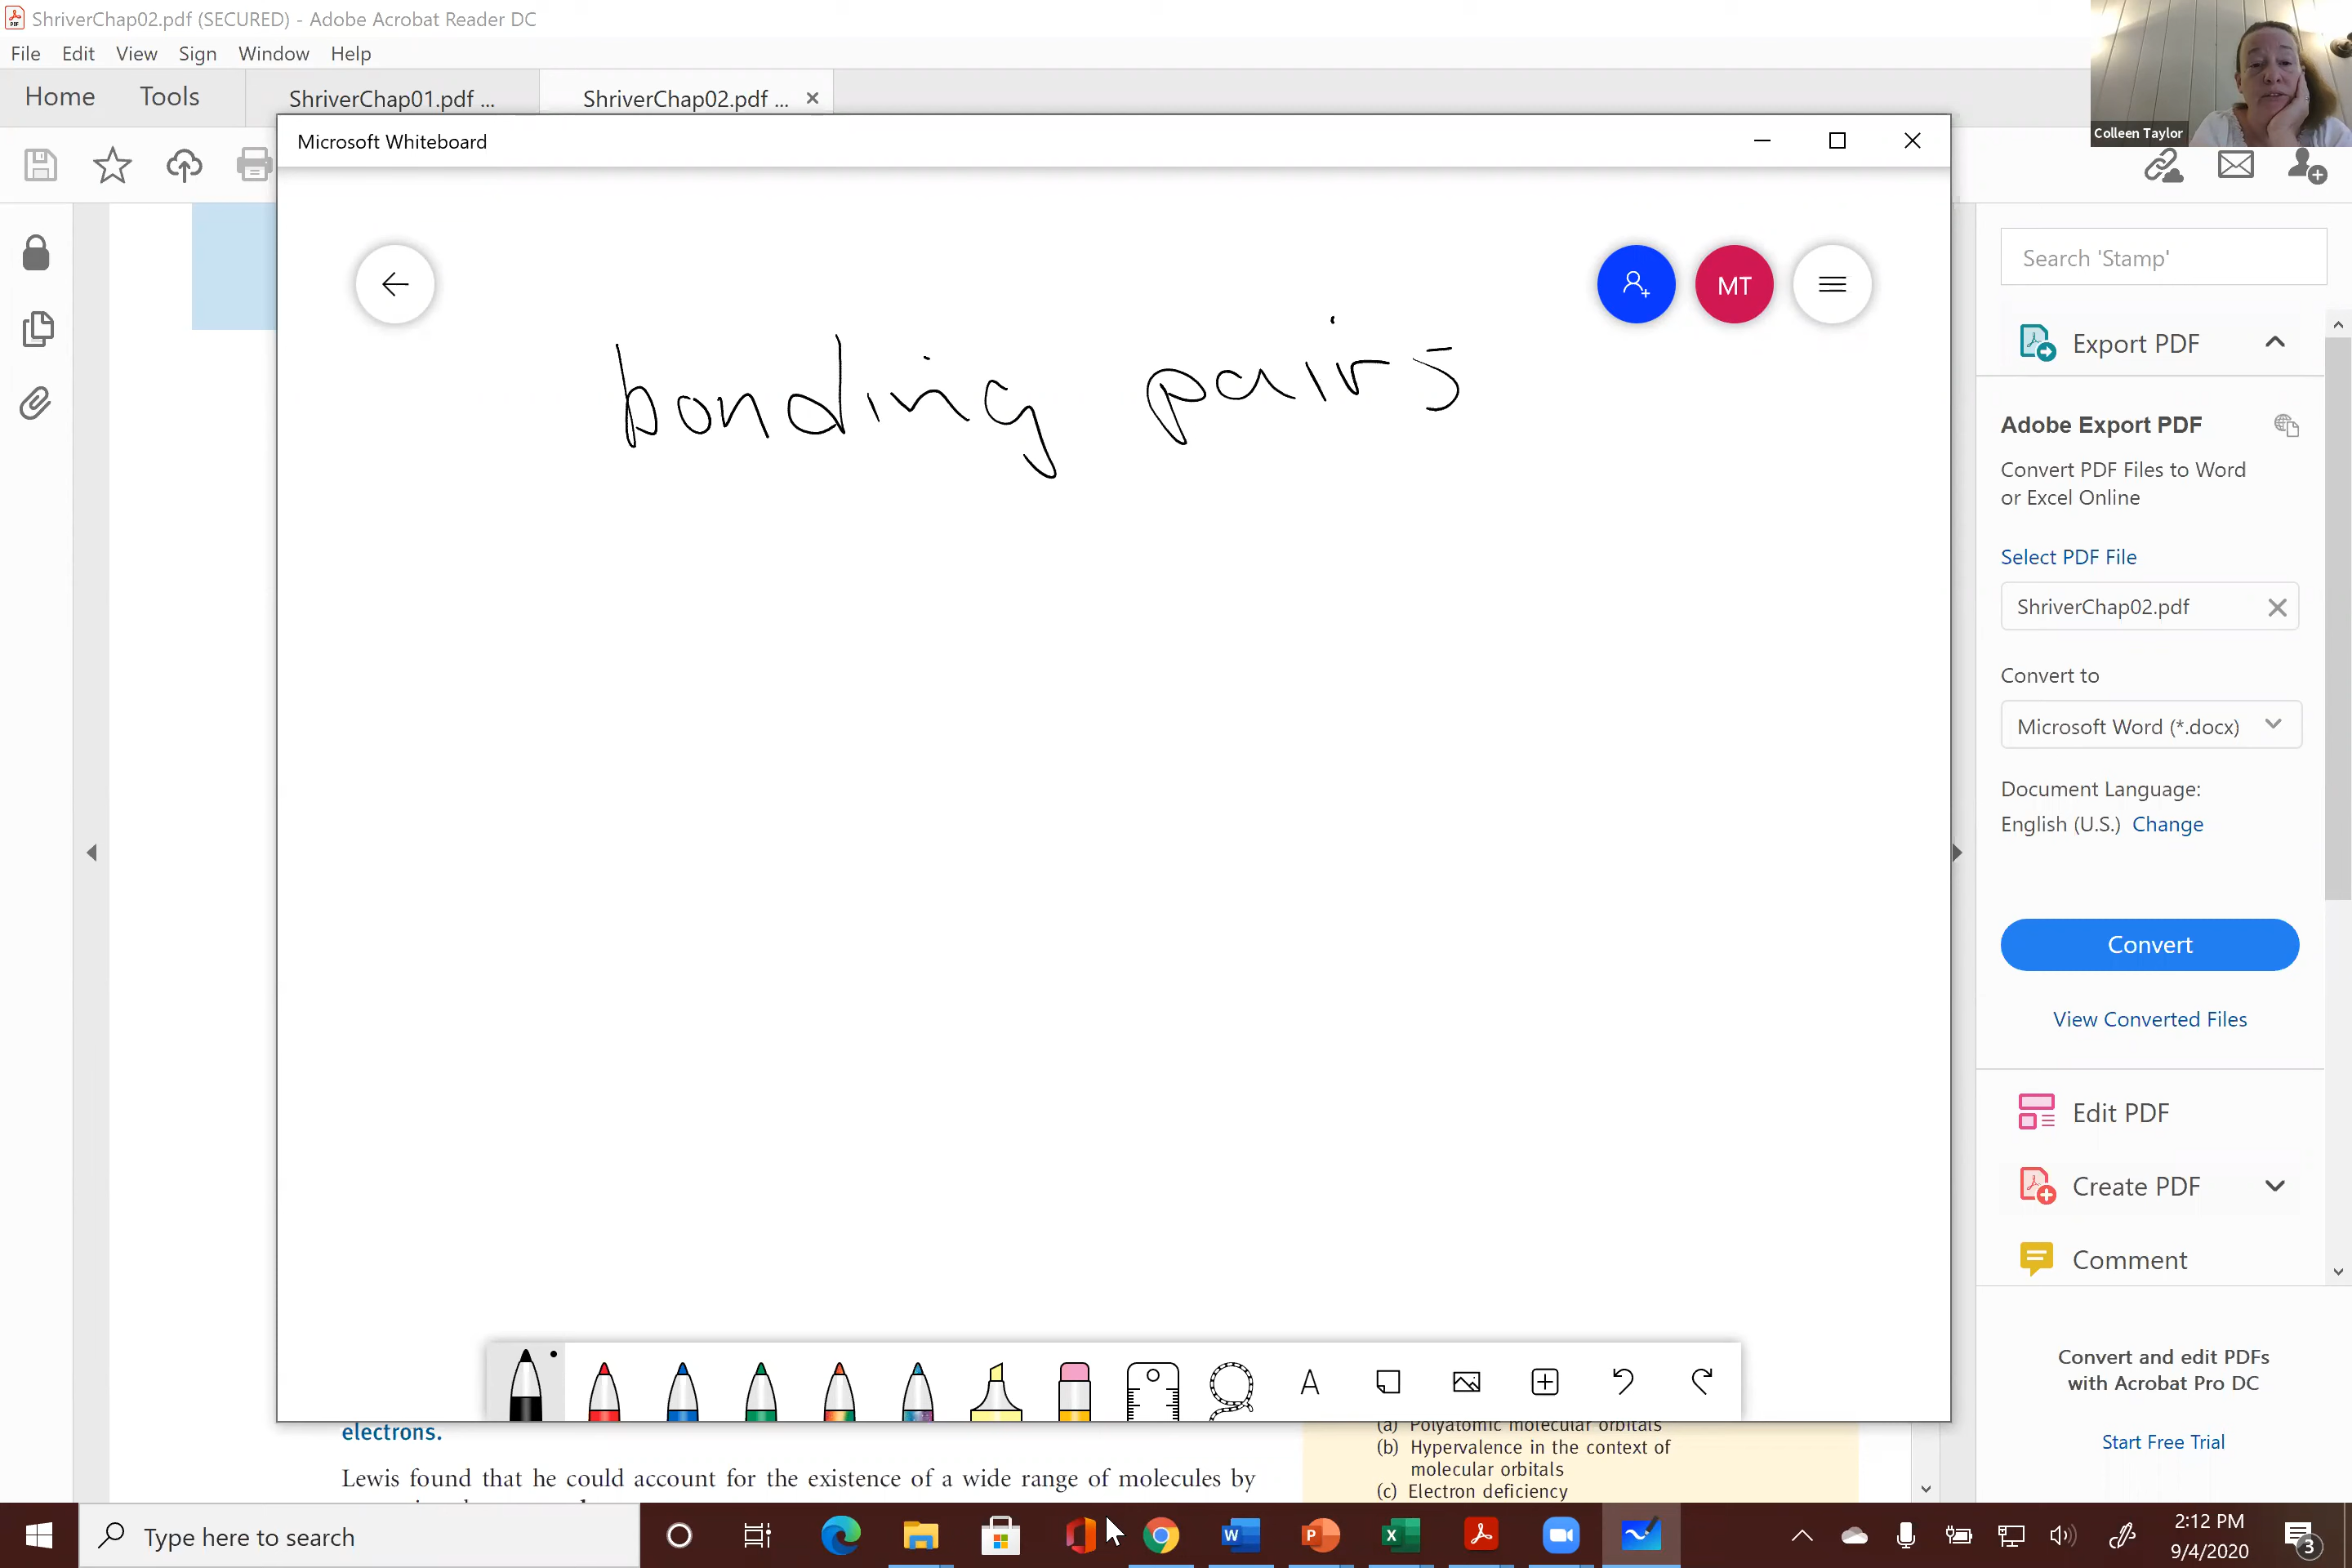 ShriverChap02.pdf (SECURED) - Adobe Acrobat Reader DC
File Edit View Sign Window Help
Home Tools ShriverChap01.pdf ... ShriverChap02.pdf ...
Colleen Taylor
Microsoft Whiteboard
MT
bonding pairs
Search 'Stamp'
Export PDF
Adobe Export PDF
Convert PDF Files to Word
or Excel Online
Select PDF File
ShriverChap02.pdf
Convert to
Microsoft Word (*.docx)
Document Language:
English (U.S.) Change
Convert
View Converted Files
Edit PDF
Create PDF
Comment
Convert and edit PDFs
with Acrobat Pro DC
Start Free Trial
A
electrons.
Lewis found that he could account for the existence of a wide range of molecules by
(a) Polyatomic molecular orbitals
(b) Hypervalence in the context of
molecular orbitals
(c) Electron deficiency
Type here to search
2:12 PM
9/4/2020
3